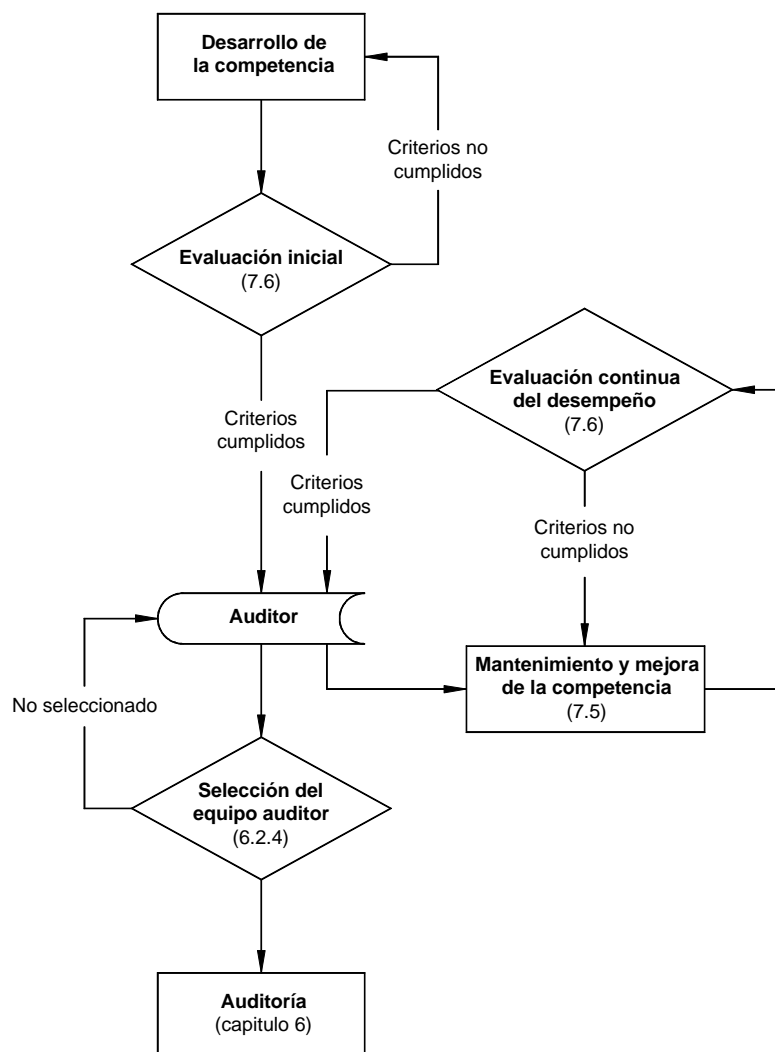 Desarrollo de
la competencia
Criterios no
cumplidos
Evaluación inicial
(7.6)
Evaluación continua
del desempeño
(7.6)
Criterios
cumplidos
Criterios
cumplidos
Criterios no
cumplidos
Auditor
Mantenimiento y mejora
de la competencia
(7.5)
No seleccionado
Selección del
equipo auditor
(6.2.4)
Auditoría
(capitulo 6)